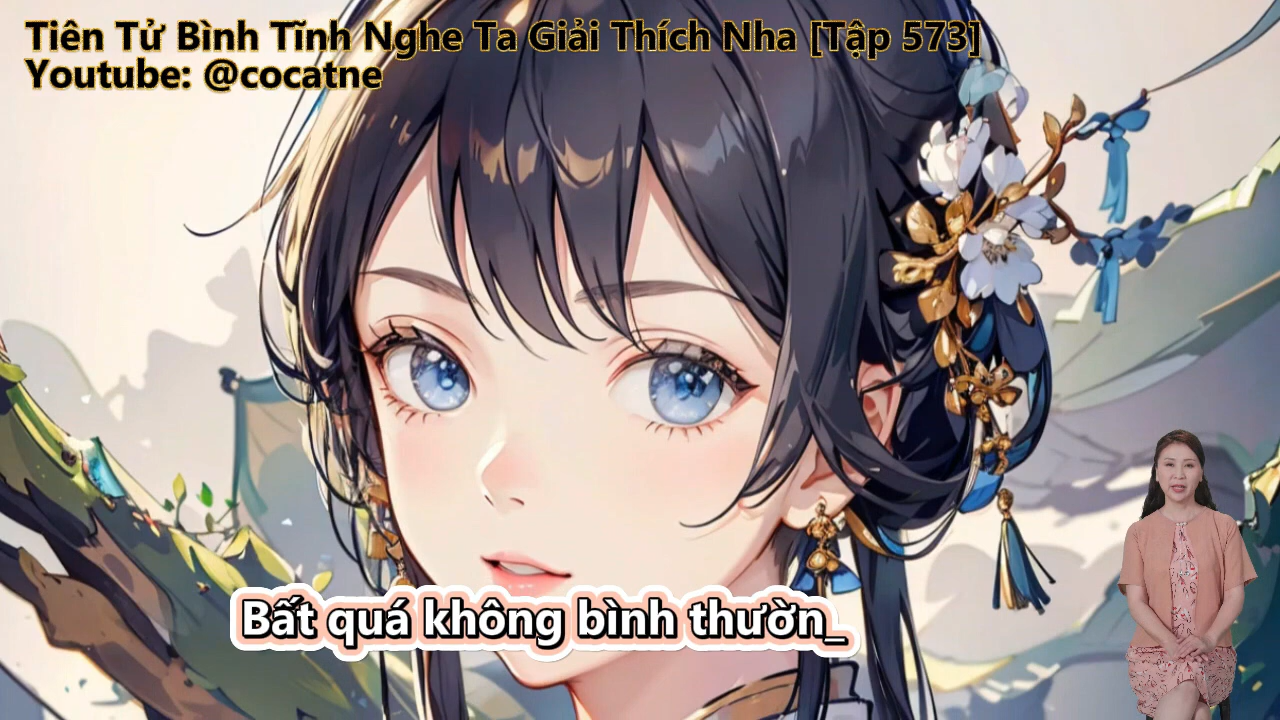 Tiên Tử Bình Tĩnh Nghe Ta Giải Thích Nha [Tập 573]
Youtube: @cocatne
Bất quá không bình thườn_